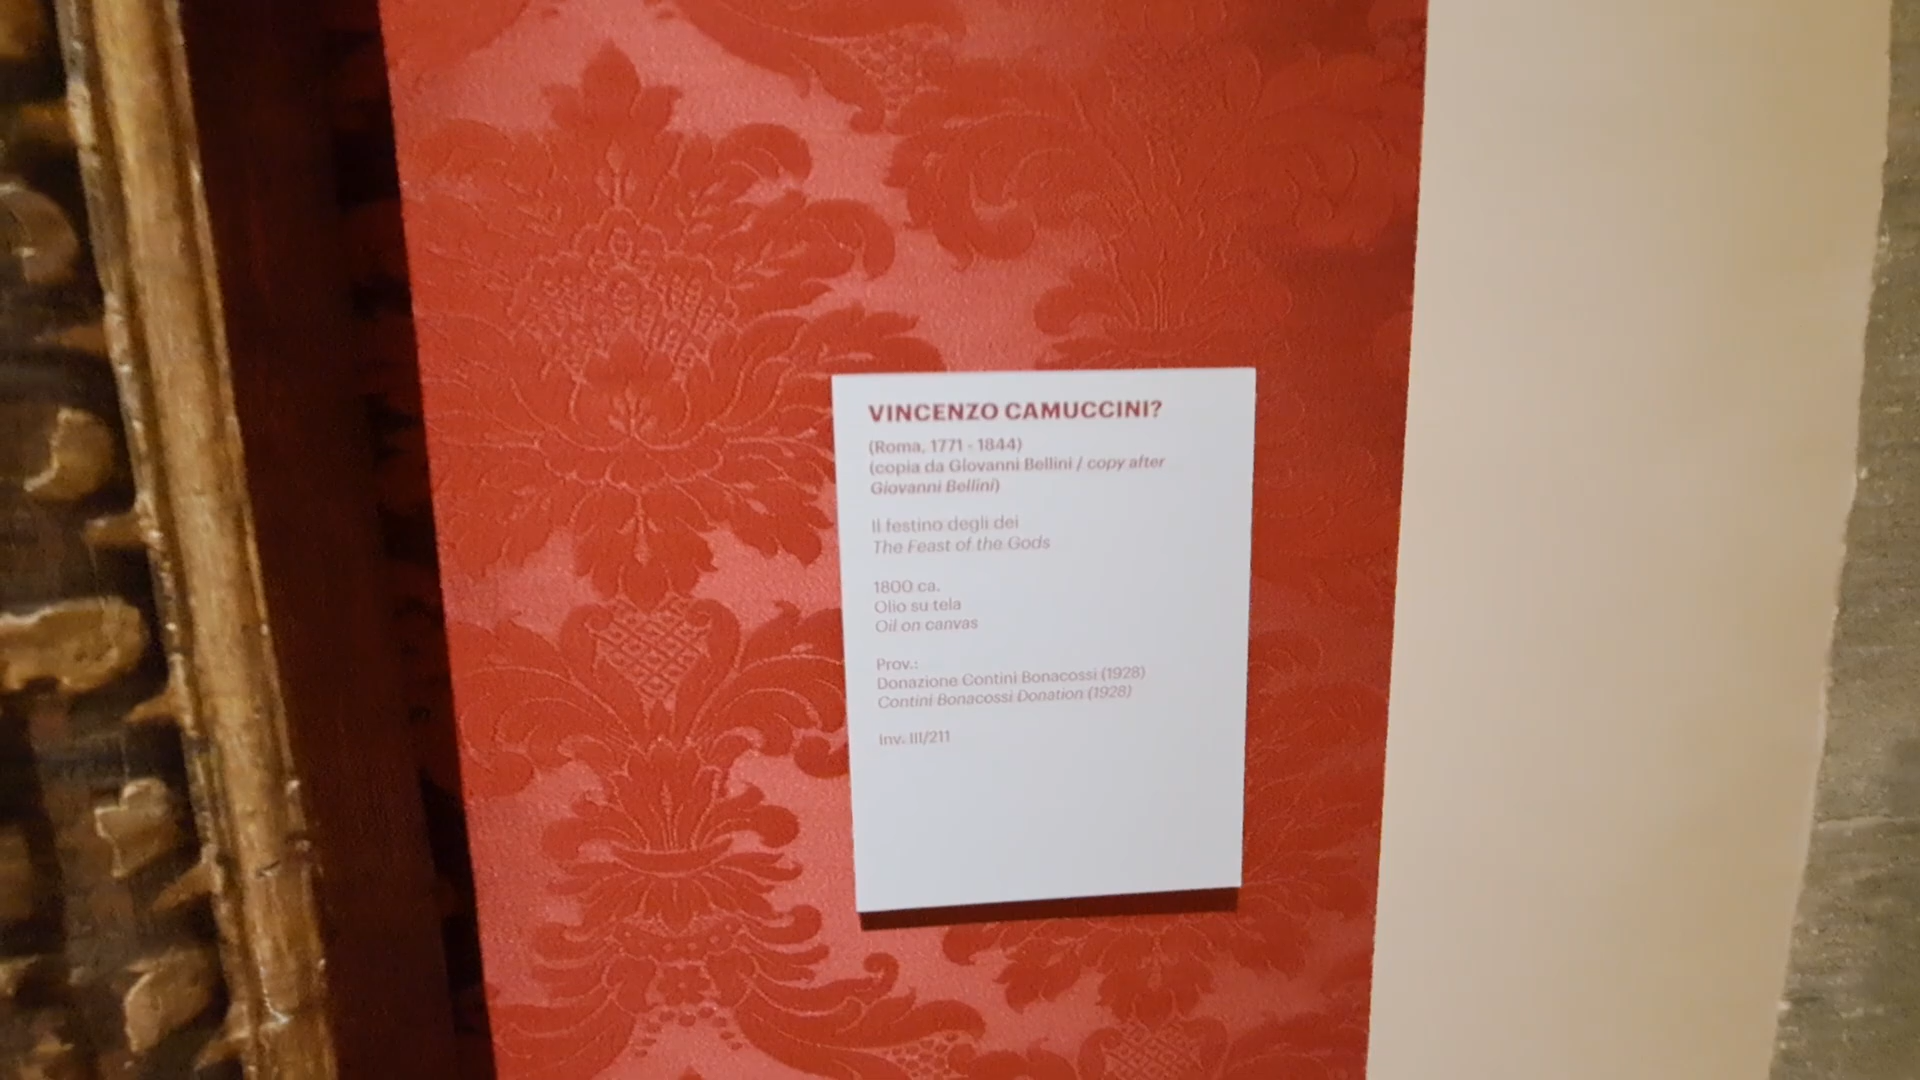 VINCENZO CAMUCCINI?
(Roma, 1771 - 1844)
(copia da Giovanni Bellini / copy after
Giovanni Bellini)
Il festino degli dei
The Feast of the Gods
1800 ca.
Olio su tela
Oil on canvas
Prov.:
Donazione Contini Bonacossi (1928)
Contini Bonacossi Donation (1928)
Inv. III/211